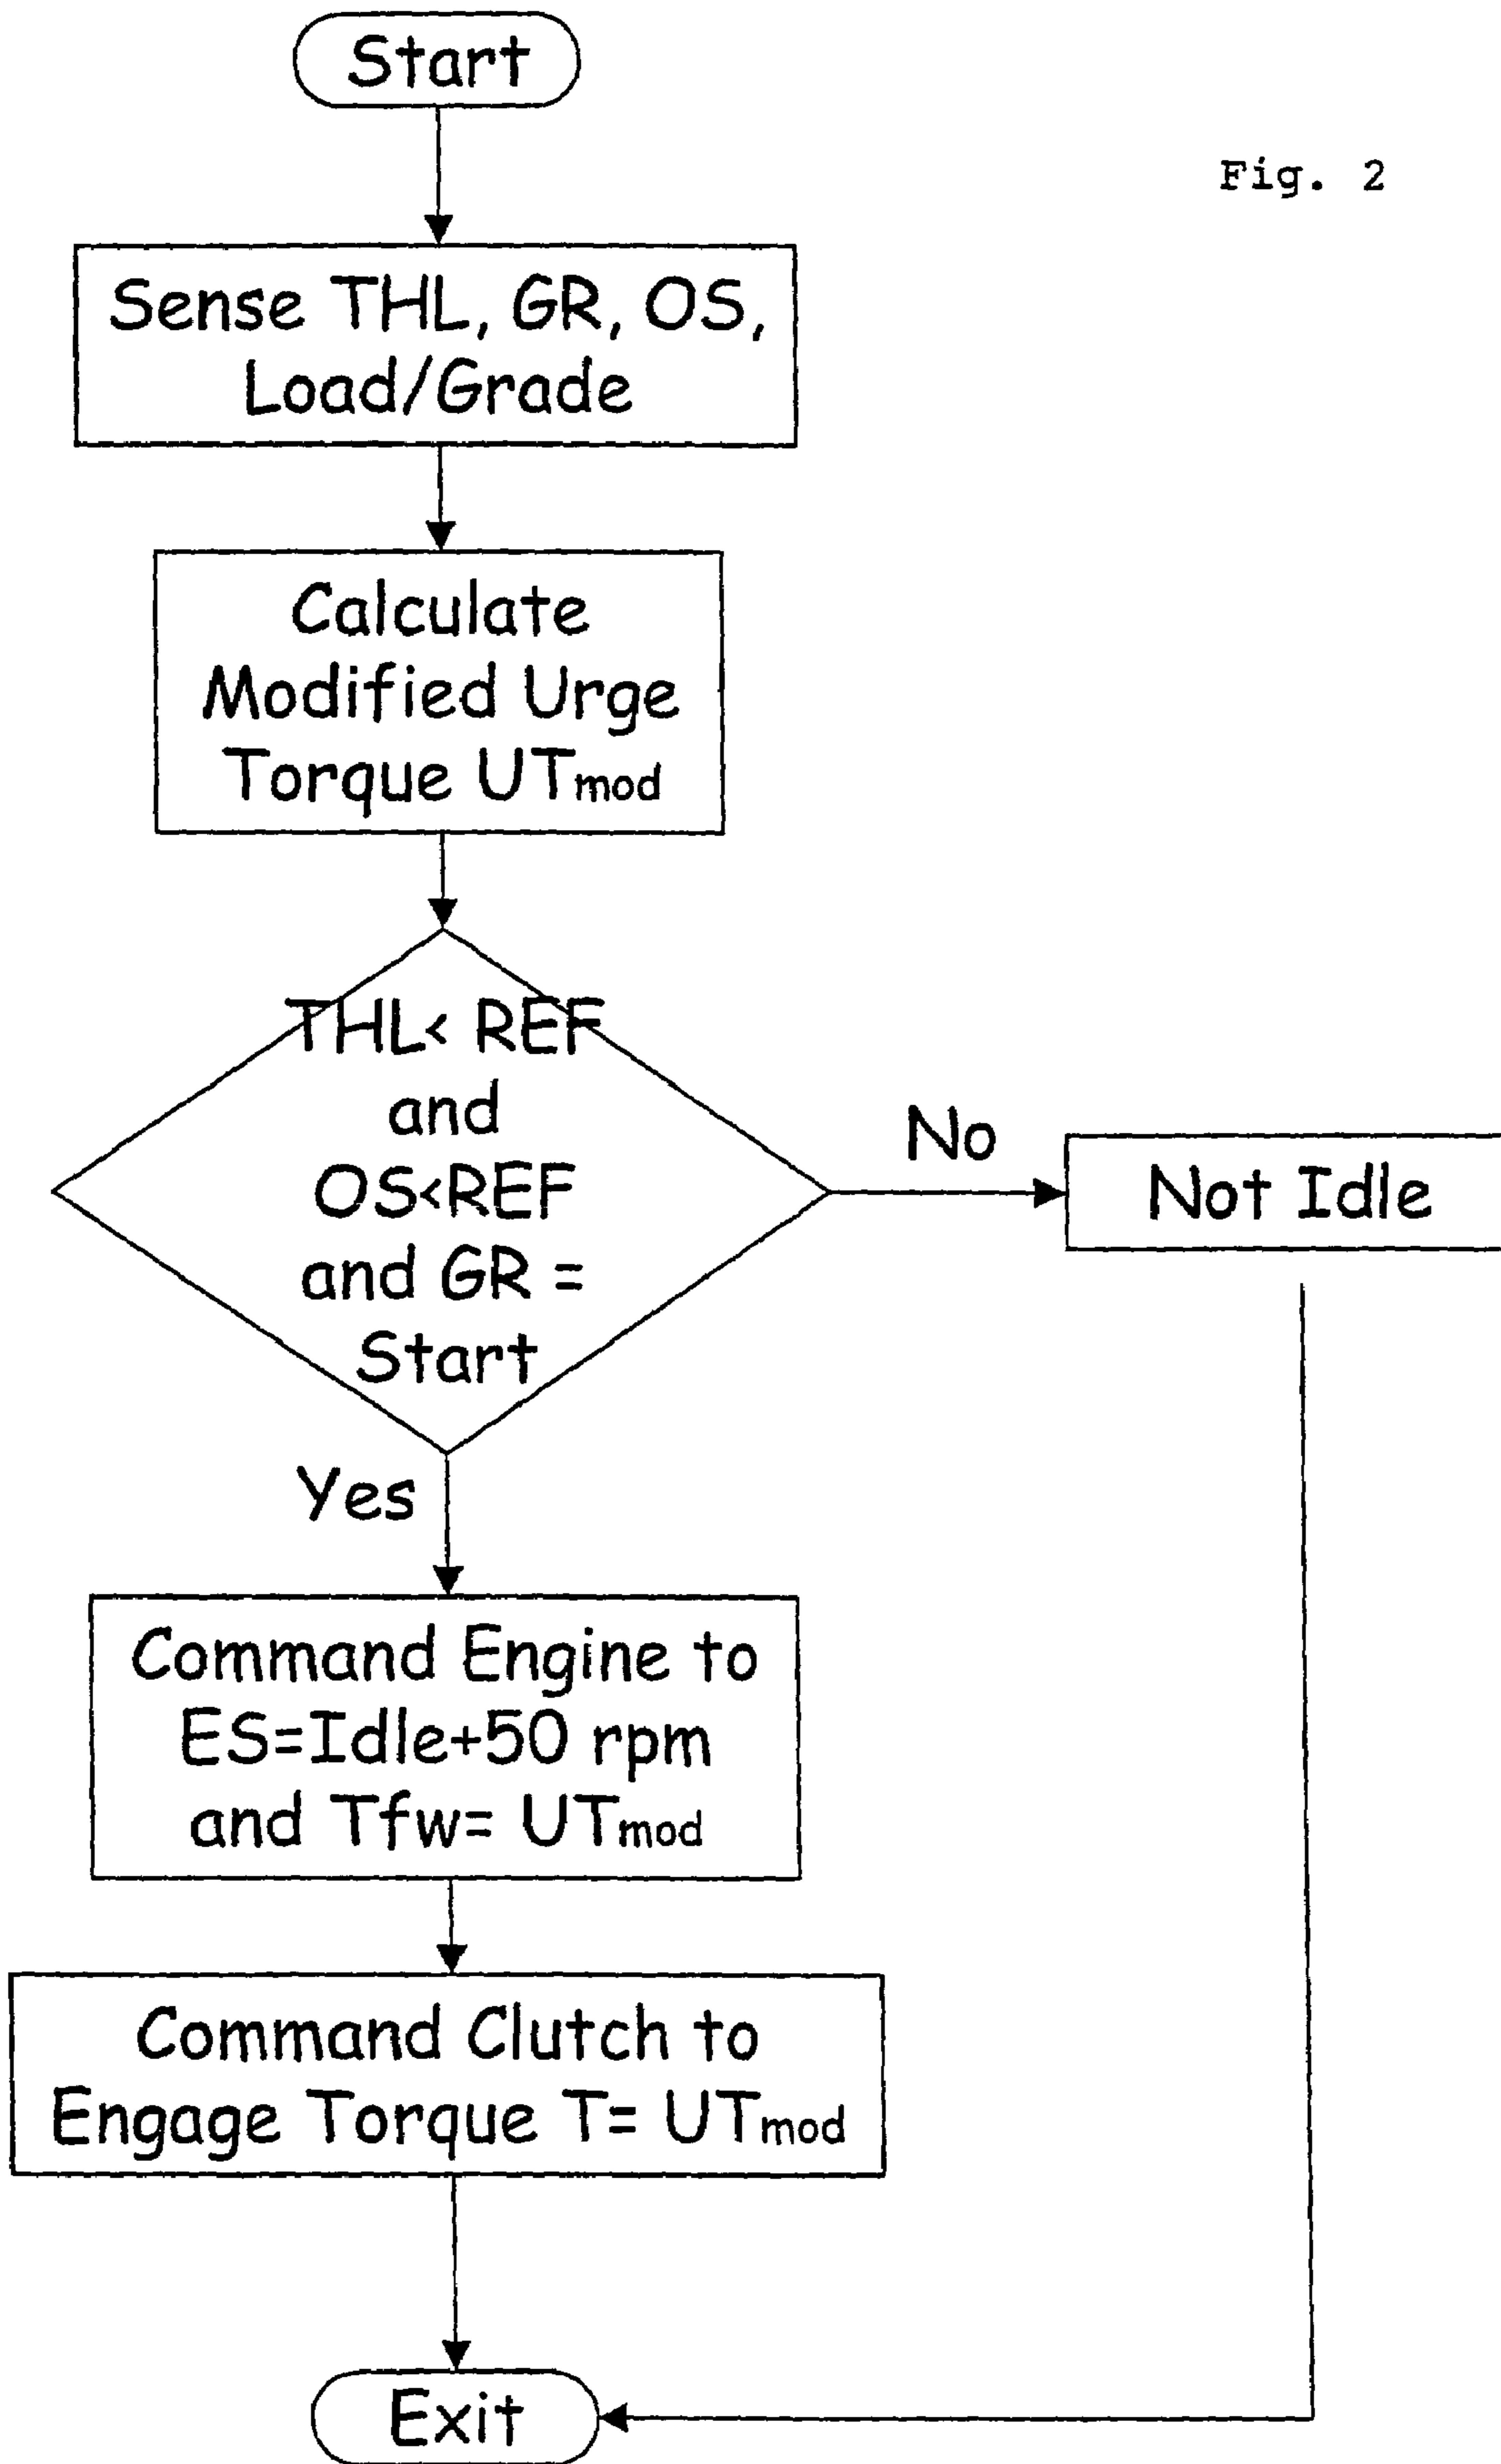 Start
Fig. 2
Sense THL, GR, OS,
Load/Grade
Calculate
Modified Urge
Torque UTmod
THL< REF
and
OS<REF
and GR =
Start
No
Not Idle
Yes
Command Engine to
ES=Idle+50 rpm
and Tfw= UTmod
Command Clutch to
Engage Torque T= UTmod
Exit